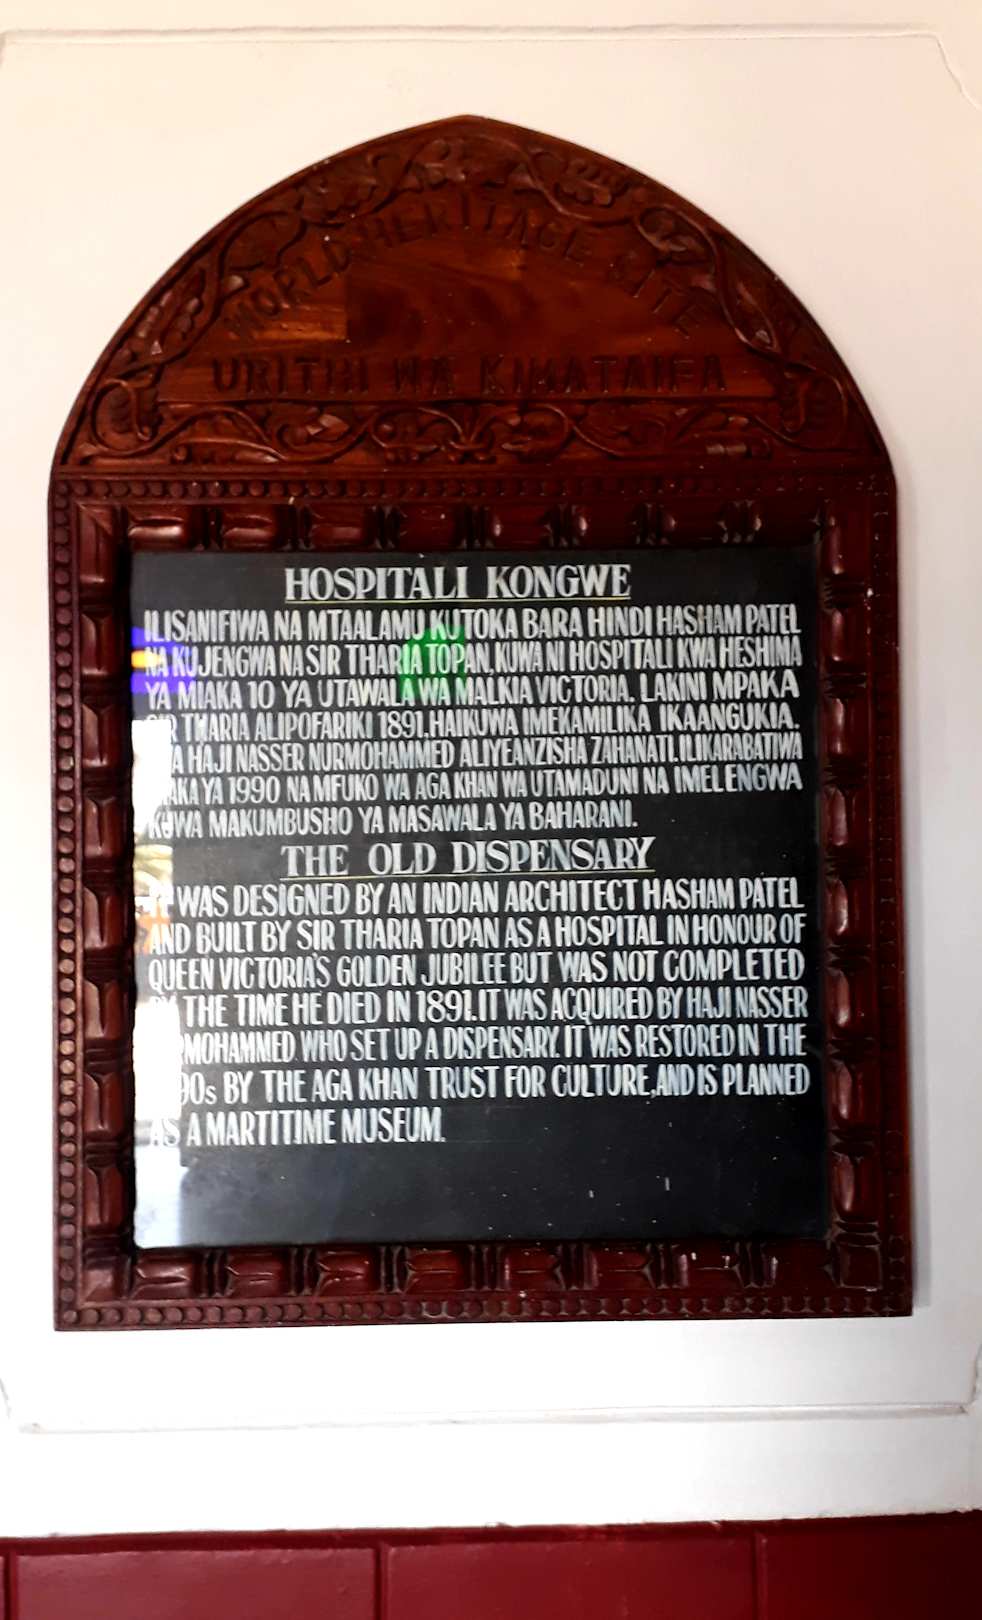 WORLD HERITAGE SITE
URITHI WA KIMATAIFA
HOSPITALI KONGWE
ILISANIFIWA NA MTAALAMU KUTOKA BARA HINDI HASHAM PATEL
NA KUJENGWA NA SIR THARIA TOPAN, KUWA NI HOSPITALI KWA HESHIMA
YA MIAKA 10 YA UTAWALA WA MALKIA VICTORIA. LAKINI MPAKA
SIR THARIA ALIPOFARIKI 1891. HAIKUWA IMEKAMILIKA IKAANGUKIA.
HAJI NASSER NURMOHAMMED ALIYEANZISHA ZAHANATI. ILIKARABATIWA
YA 1990 NA MFUKO WA AGA KHAN WA UTAMADUNI NA IMELENGWA
KUWA MAKUMBUSHO YA MASAWALA YA BAHARANI.
THE OLD DISPENSARY
IT WAS DESIGNED BY AN INDIAN ARCHITECT HASHAM PATEL
AND BUILT BY SIR THARIA TOPAN AS A HOSPITAL IN HONOUR OF
QUEEN VICTORIA'S GOLDEN JUBILEE BUT WAS NOT COMPLETED
BY THE TIME HE DIED IN 1891. IT WAS ACQUIRED BY HAJI NASSER
WHO SET UP A DISPENSARY. IT WAS RESTORED IN THE
BY THE AGA KHAN TRUST FOR CULTURE, AND IS PLANNED
AS A MARTITIME MUSEUM.